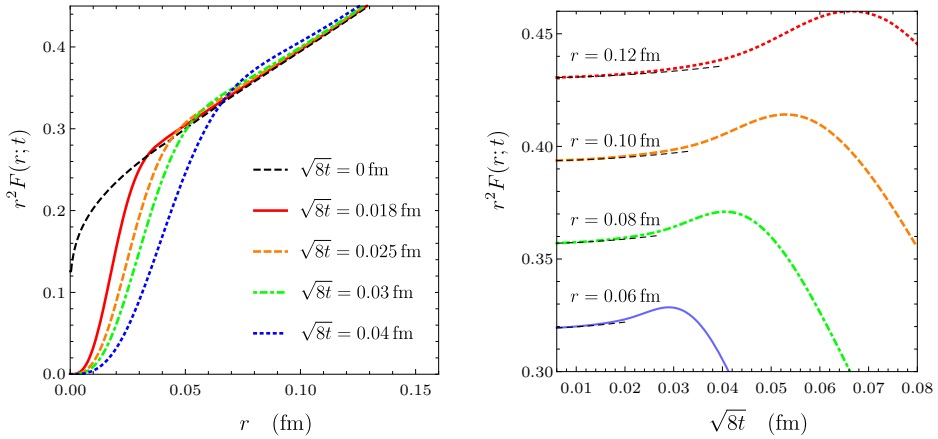 0.4
0.3
0.2
0.1
0.0
r²F(r;t)
√8t = 0 fm
√8t = 0.018 fm
√8t = 0.025 fm
√8t = 0.03 fm
√8t = 0.04 fm
0.00 0.05 0.10 0.15
r (fm)
0.45
0.40
0.35
0.30
r²F(r;t)
r = 0.12 fm
r = 0.10 fm
r = 0.08 fm
r = 0.06 fm
0.01 0.02 0.03 0.04 0.05 0.06 0.07 0.08
√8t (fm)